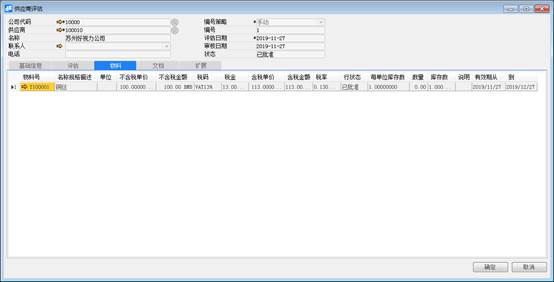 供应商评估
公司代码 *10000 编号策略 *手动
供应商 *100010 编号 1
名称 苏州好视力公司 评估日期 *2019-11-27
联系人 审核日期 2019-11-27
电话 状态 已批准
基础信息 评估 物料 文档 扩展
物料号 名称规格描述 单位 不含税单价 不含税金额 税码 税金 含税单价 含税金额 税率 行状态 每单位库存数 数量 库存数 说明 有效期从 到
1 T100001 钢丝 100.00000... 100.00 RMB VAT13% 13.00... 113.0000... 113.00... 0.130... 已批准 1.00000000 0.00 1.000... 2019/11/27 2019/12/27
确定 取消